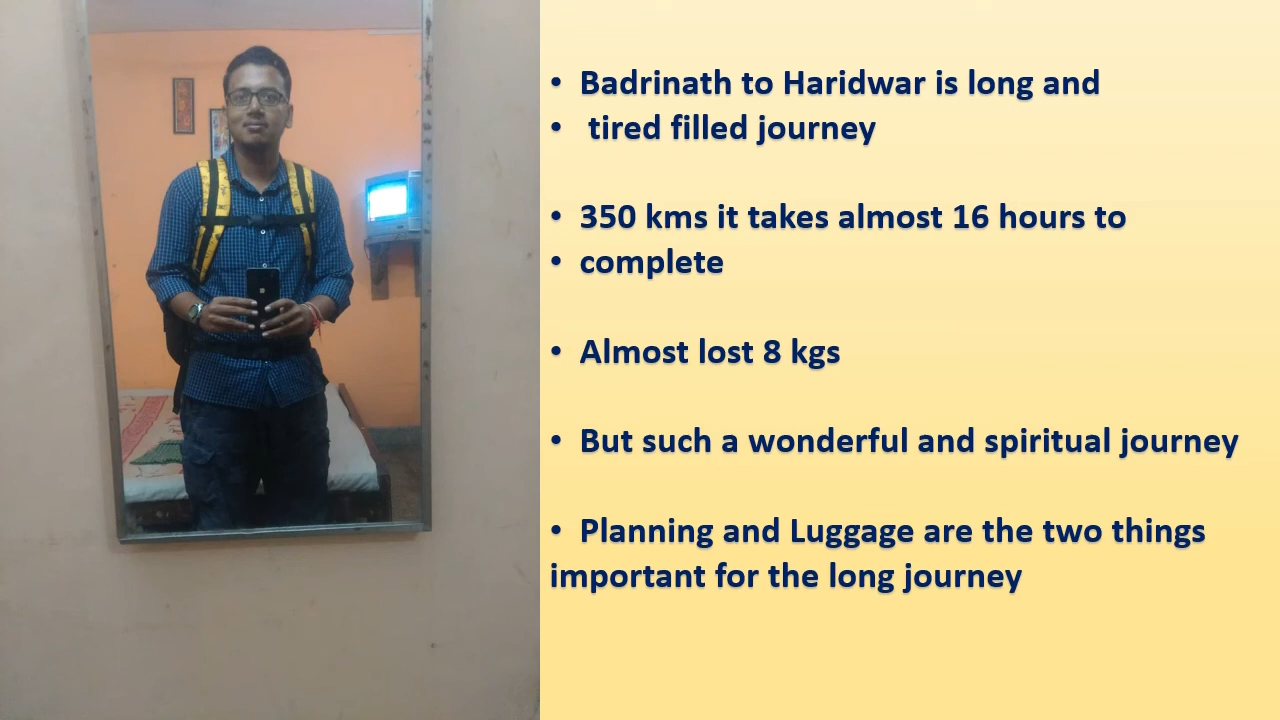 • Badrinath to Haridwar is long and
• tired filled journey
• 350 kms it takes almost 16 hours to
• complete
• Almost lost 8 kgs
• But such a wonderful and spiritual journey
• Planning and Luggage are the two things
important for the long journey